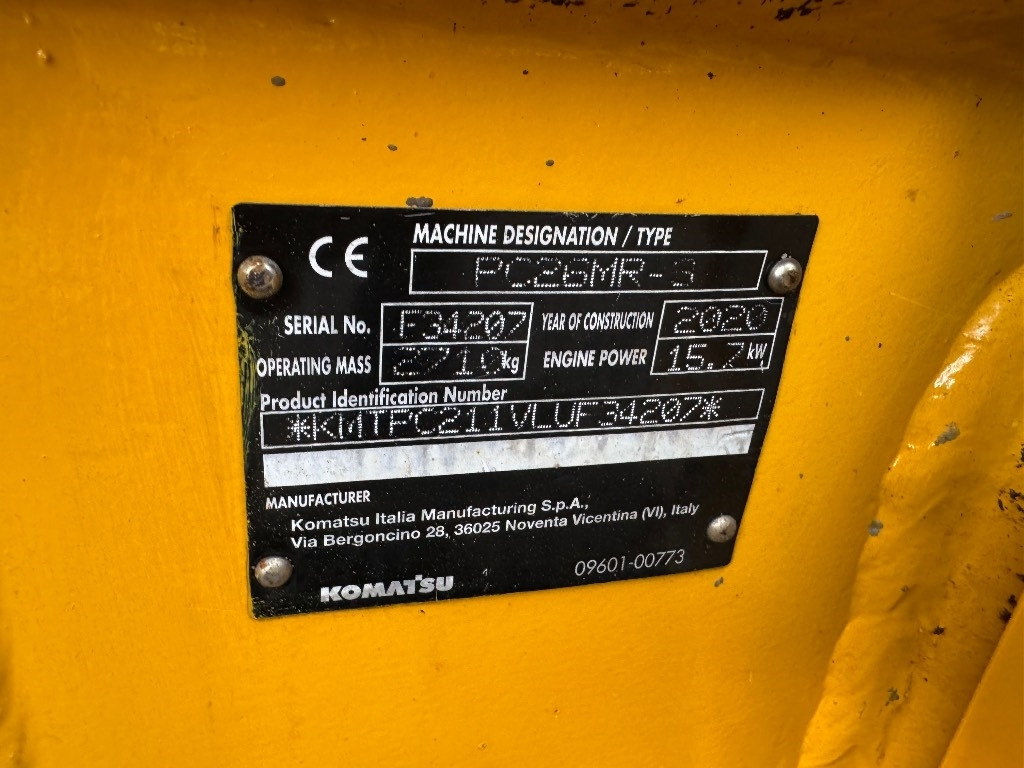 CE
MACHINE DESIGNATION / TYPE
PC26MR-3
SERIAL No. F34207 YEAR OF CONSTRUCTION 2020
OPERATING MASS 2710 kg ENGINE POWER 15.7 kW
Product Identification Number
*KMTPC211VLUF34207*
MANUFACTURER
Komatsu Italia Manufacturing S.p.A.,
Via Bergoncino 28, 36025 Noventa Vicentina (VI), Italy
KOMATSU 09601-00773